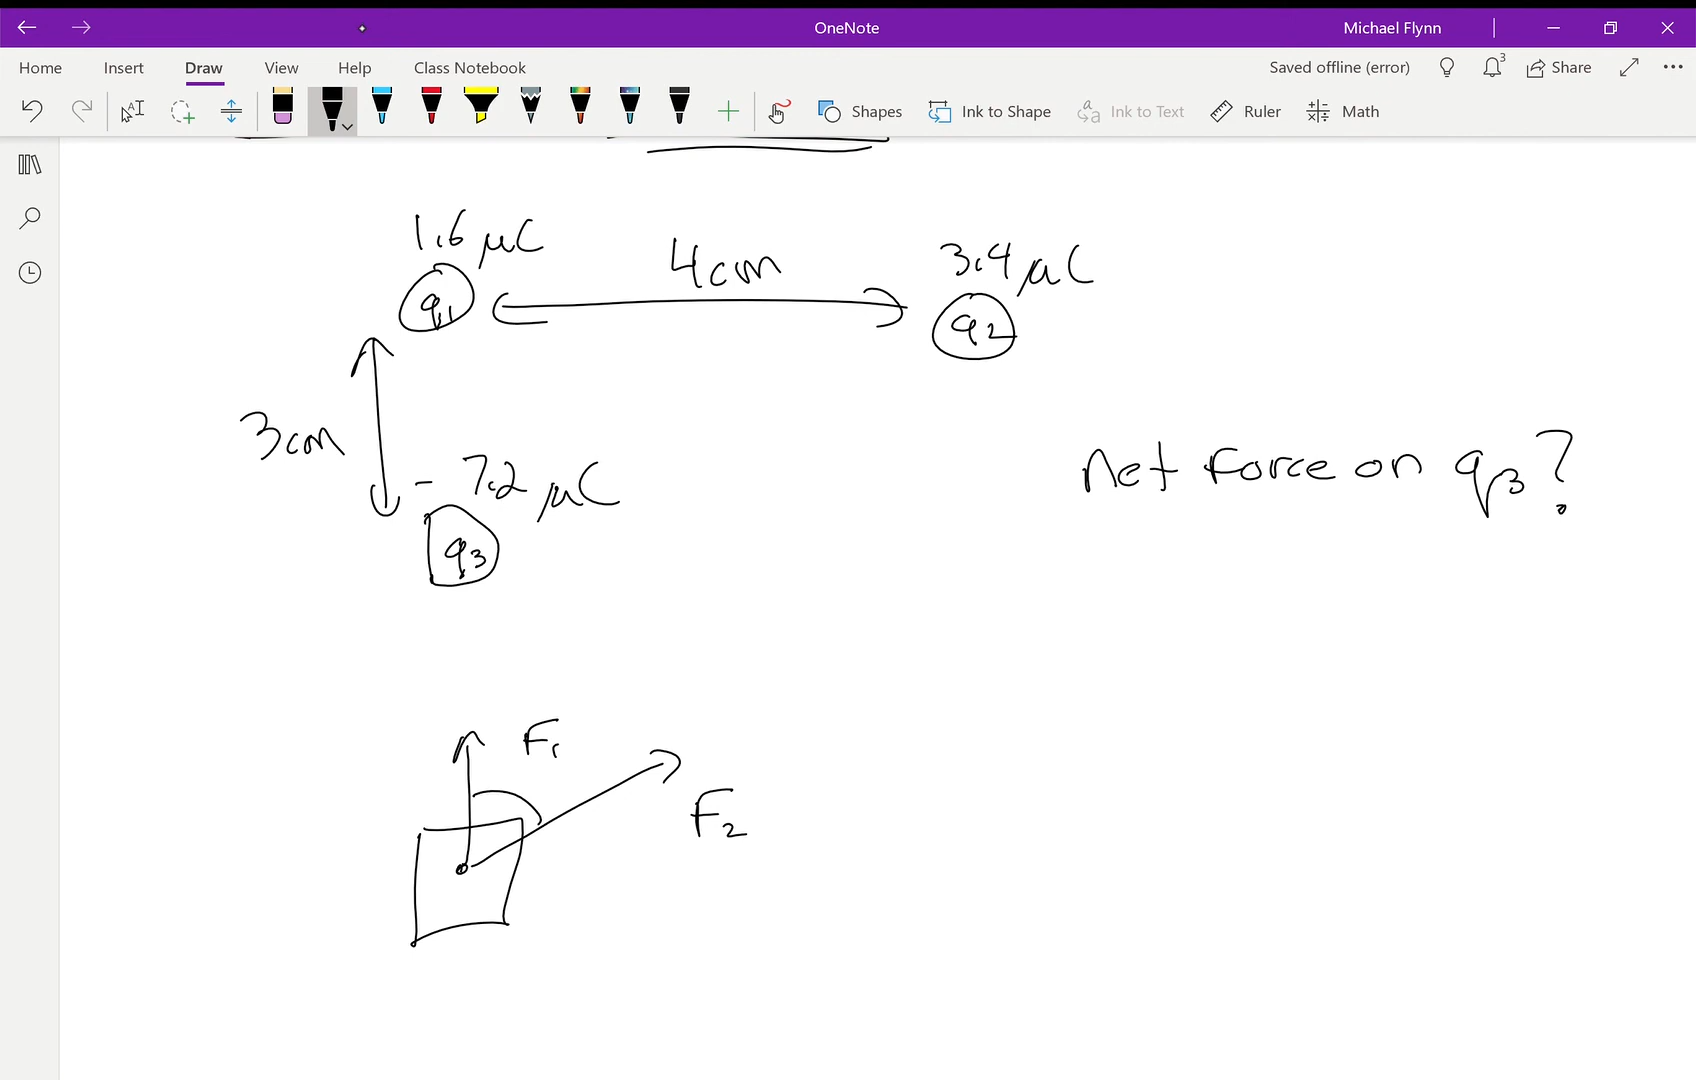 OneNote
Michael Flynn
Home Insert Draw View Help Class Notebook
Saved offline (error) 3 Share
Shapes Ink to Shape Ink to Text Ruler Math
1.6 μC
4cm
3.4 μC
q1
q2
3cm
- 7.2 μC
q3
net force on q3?
F1
F2